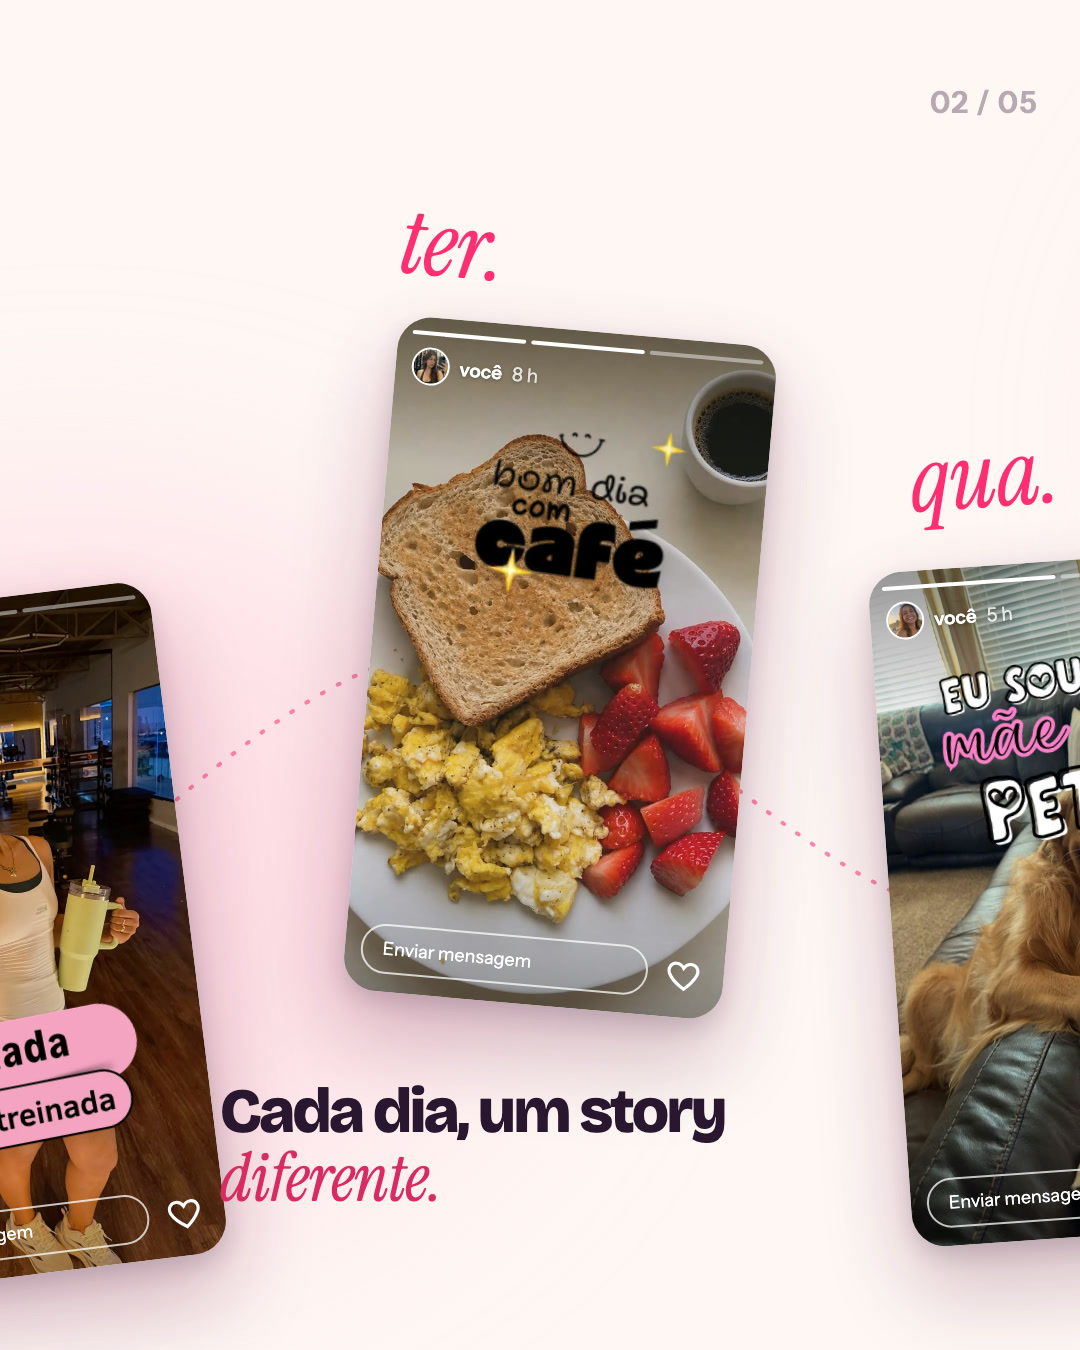 02 / 05
ter.
você 8 h
bom dia
com
café
Enviar mensagem
qua.
você 5 h
EU SOU
mãe
PET
Enviar mensage
ada
treinada
gem
Cada dia, um story
diferente.